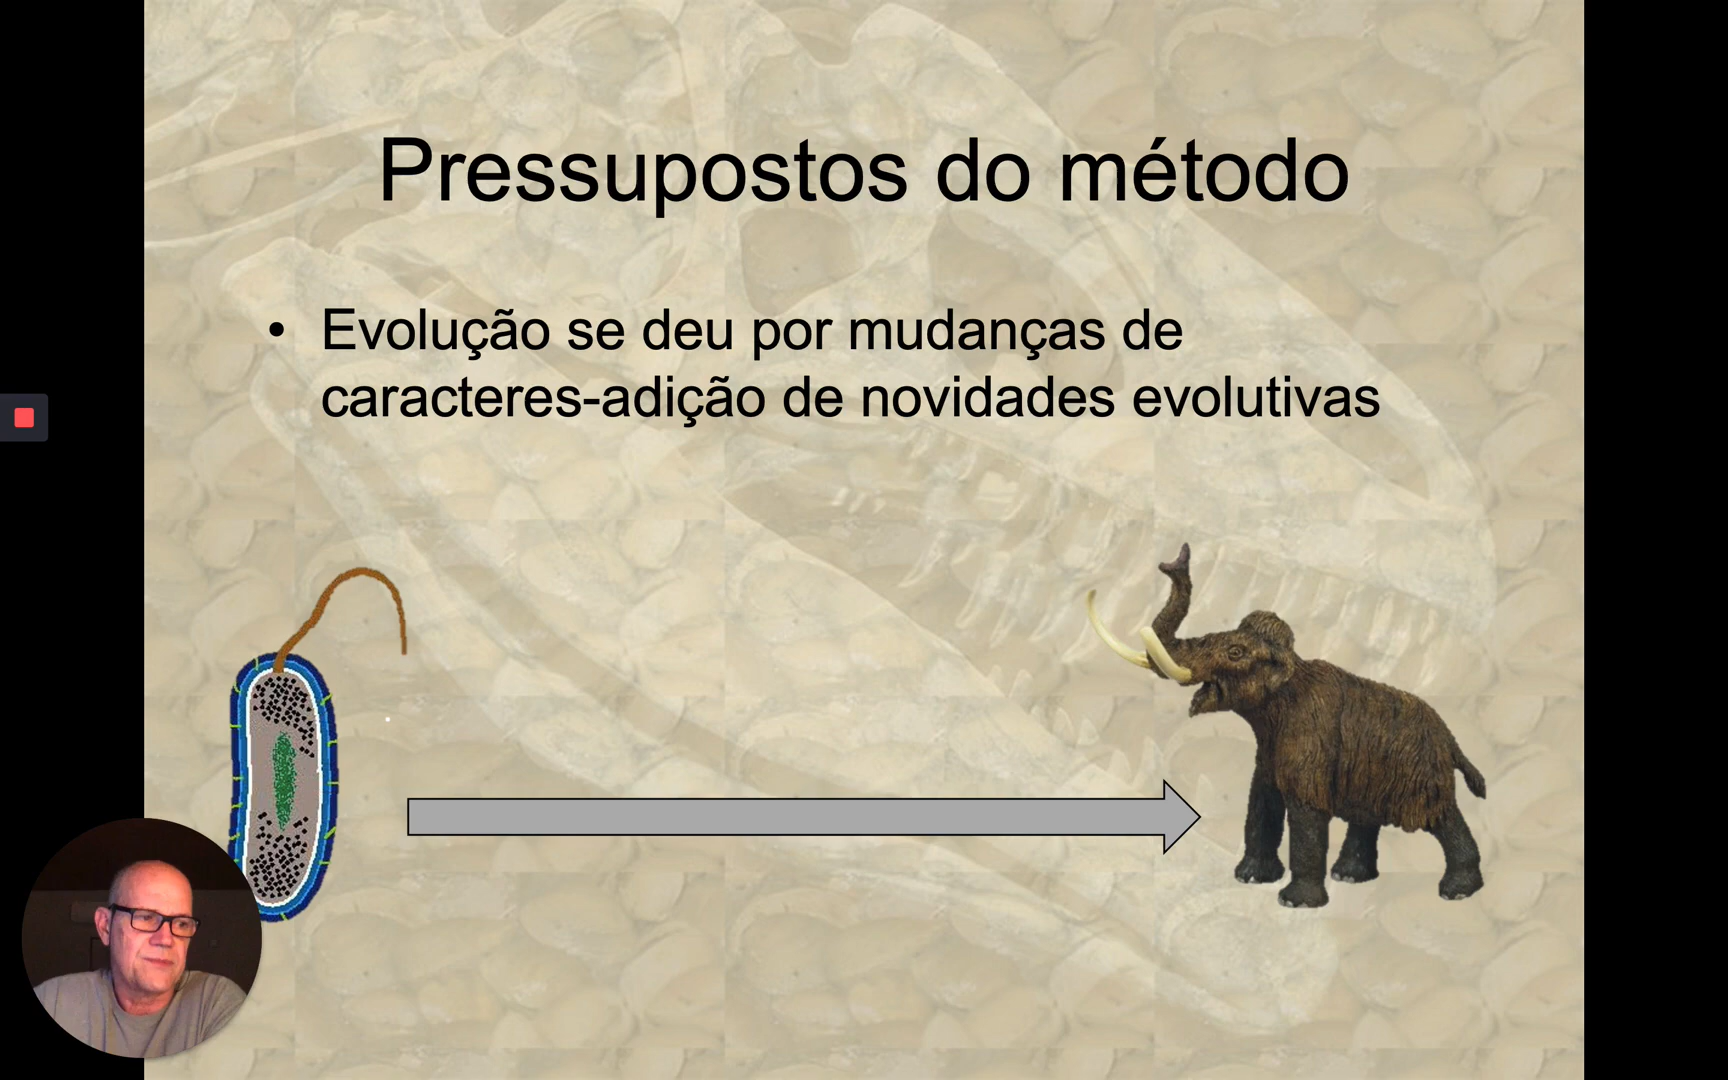 Pressupostos do método
• Evolução se deu por mudanças de
caracteres-adição de novidades evolutivas